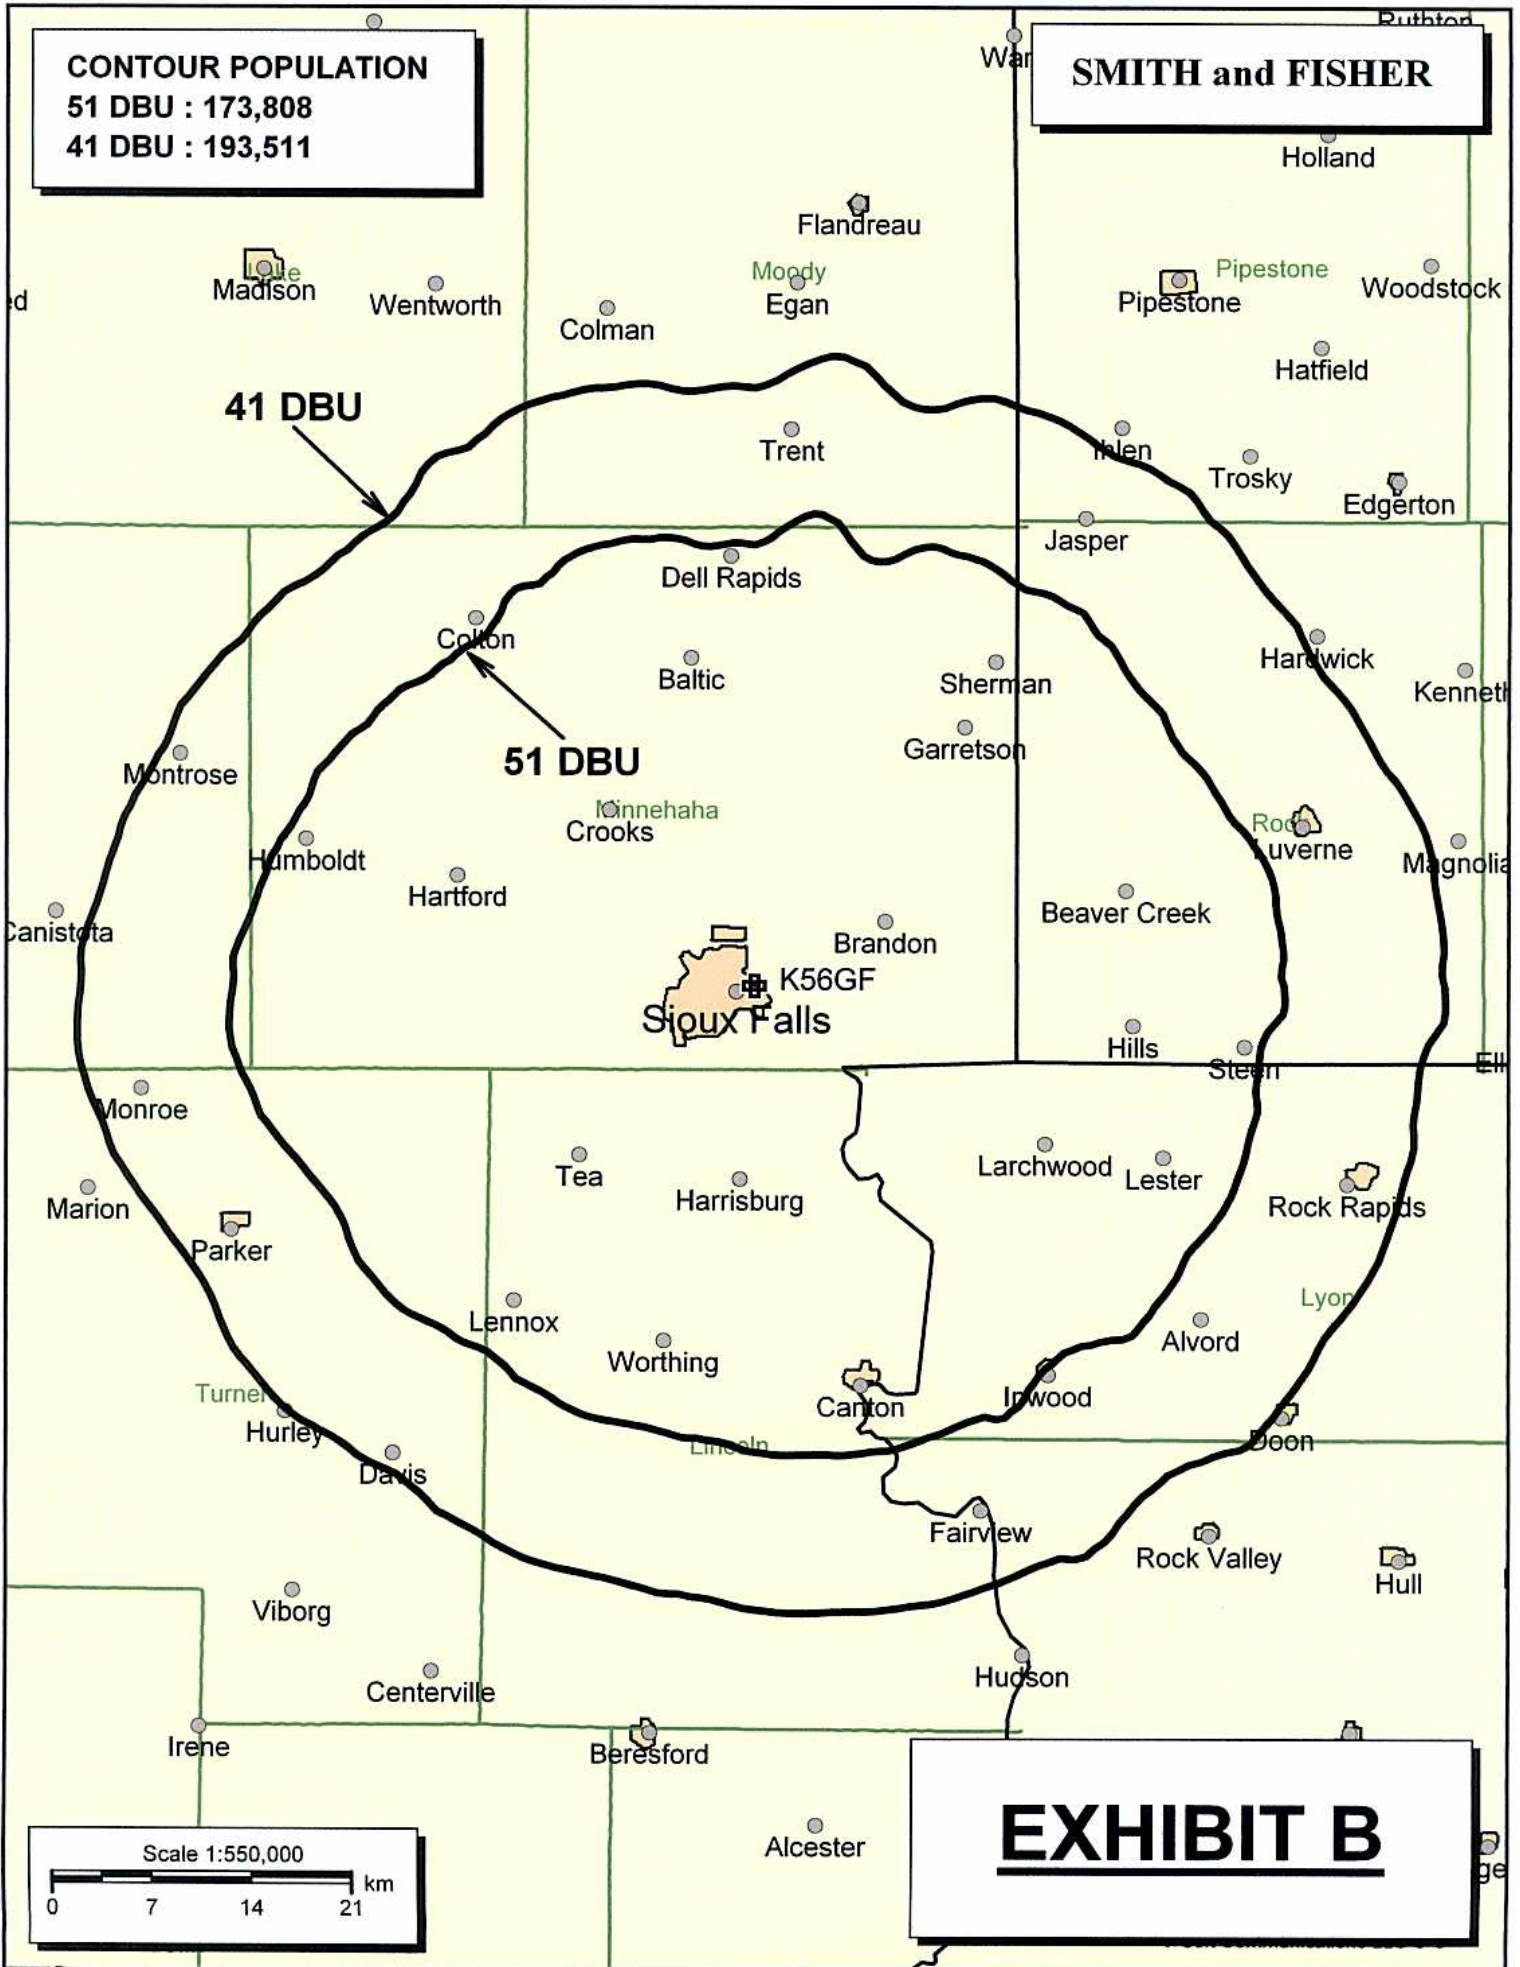 CONTOUR POPULATION
51 DBU : 173,808
41 DBU : 193,511
SMITH and FISHER
Ruthton
Holland
Flandreau
Lake
Madison
Wentworth
Moody
Egan
Colman
Pipestone
Pipestone
Woodstock
Hatfield
41 DBU
Trent
Ihlen
Trosky
Edgerton
Jasper
Dell Rapids
Colton
Baltic
Sherman
Hardwick
Kenneth
Garretson
51 DBU
Montrose
Minnehaha
Crooks
Rock
Luverne
Magnolia
Humboldt
Hartford
Beaver Creek
Canistota
Brandon
K56GF
Sioux Falls
Hills
Steen
Monroe
Tea
Larchwood
Lester
Harrisburg
Marion
Rock Rapids
Parker
Lyon
Lennox
Worthing
Alvord
Turner
Hurley
Canton
Inwood
Lincoln
Doon
Davis
Fairview
Rock Valley
Hull
Viborg
Hudson
Centerville
Irene
Beresford
Alcester
EXHIBIT B
Scale 1:550,000
km
0 7 14 21